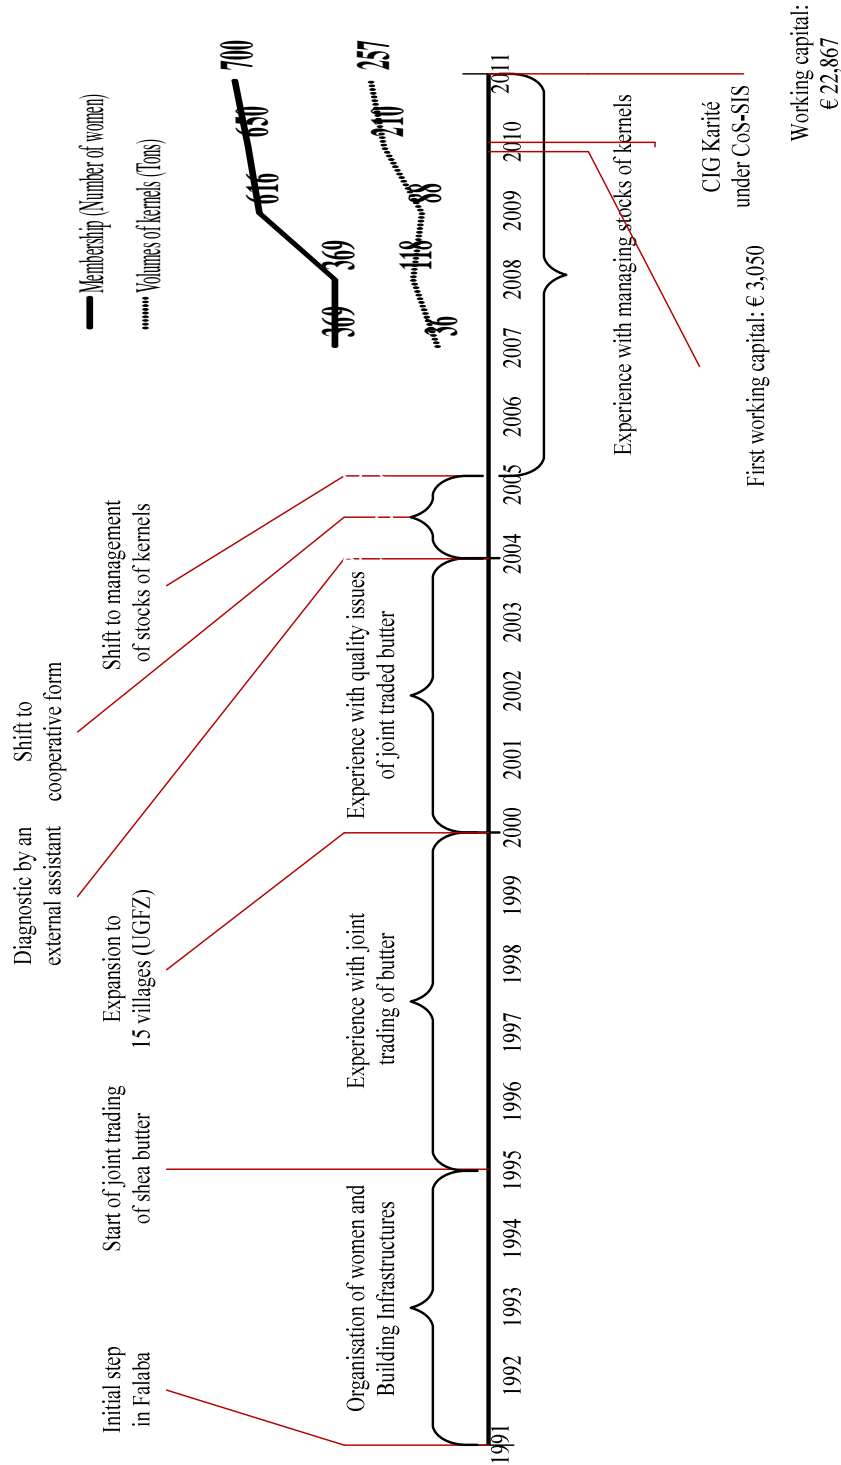 Diagnostic by an
external assistant
Shift to
cooperative form
Initial step
in Falaba
Start of joint trading
of shea butter
Expansion to
15 villages (UGFZ)
Shift to management
of stocks of kernels
Membership (Number of women)
Volumes of kernels (Tons)
369
369
616
650
700
36
118
88
210
257
Organisation of women and
Building Infrastructures
Experience with joint
trading of butter
Experience with quality issues
of joint traded butter
1991 1992 1993 1994 1995 1996 1997 1998 1999 2000 2001 2002 2003 2004 2005 2006 2007 2008 2009 2010 2011
Experience with managing stocks of kernels
CIG Karité
under CoS-SIS
First working capital: € 3,050
Working capital:
€ 22,867